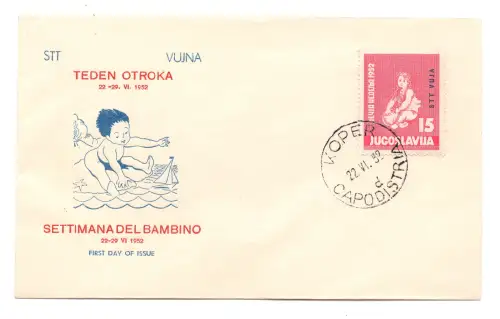 STT VUJNA
TEDEN OTROKA
22-29. VI. 1952
SETTIMANA DEL BAMBINO
22-29 VI 1952
FIRST DAY OF ISSUE
1952
STT VUJA
15
JUGOSLAVIJA
KOPER
22 VI. 52
d
CAPODISTRIA